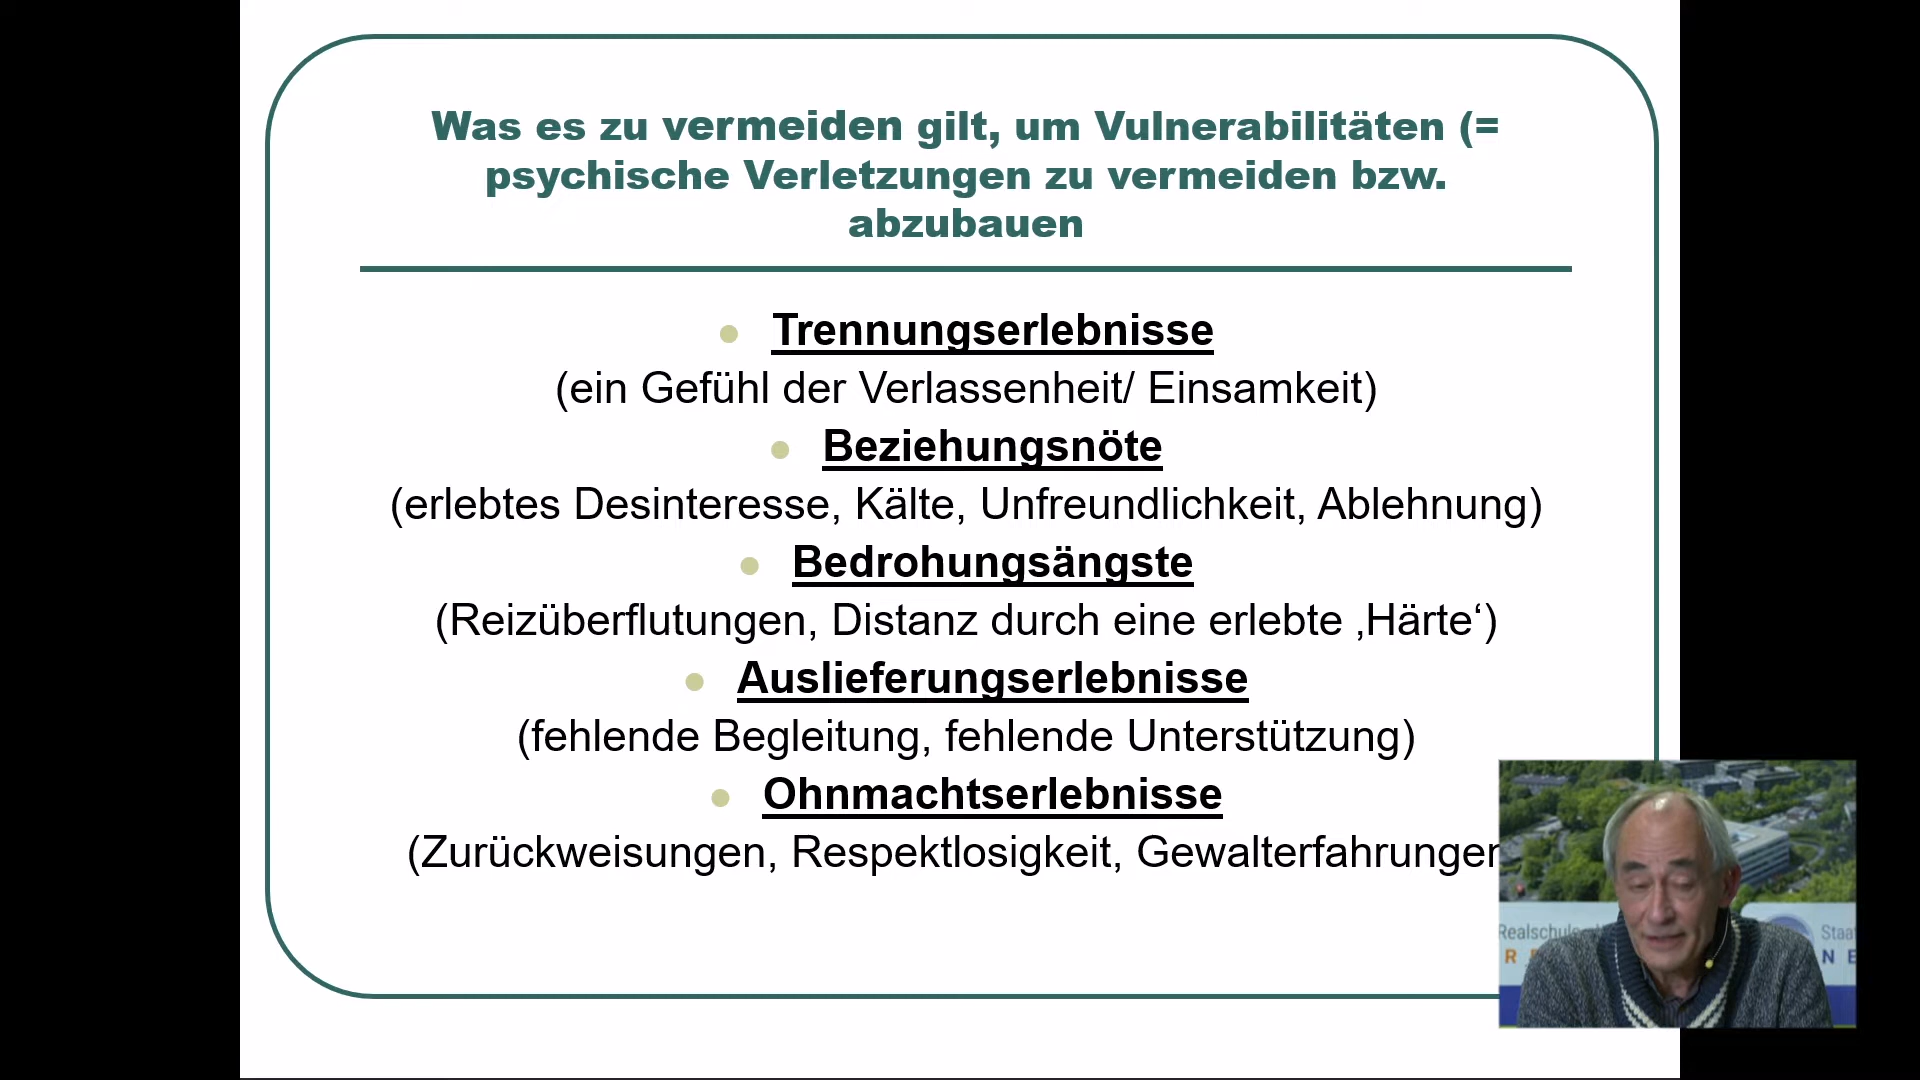 Was es zu vermeiden gilt, um Vulnerabilitäten (=
psychische Verletzungen zu vermeiden bzw.
abzubauen
Trennungserlebnisse
(ein Gefühl der Verlassenheit/ Einsamkeit)
Beziehungsnöte
(erlebtes Desinteresse, Kälte, Unfreundlichkeit, Ablehnung)
Bedrohungsängste
(Reizüberflutungen, Distanz durch eine erlebte ‚Härte‘)
Auslieferungserlebnisse
(fehlende Begleitung, fehlende Unterstützung)
Ohnmachtserlebnisse
(Zurückweisungen, Respektlosigkeit, Gewalterfahrungen